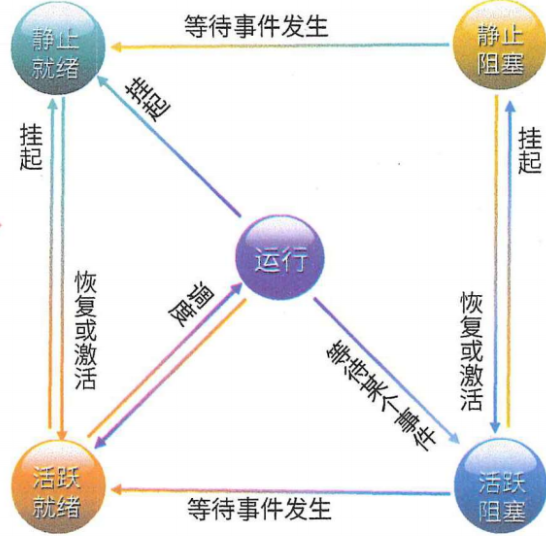 静止
就绪
等待事件发生
静止
阻塞
挂起
挂起
挂起
运行
调度
恢复或激活
等待某个事件
恢复或激活
活跃
就绪
等待事件发生
活跃
阻塞